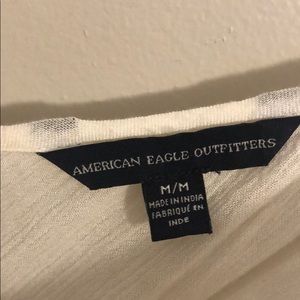 AMERICAN EAGLE OUTFITTERS
M/M
MADE IN INDIA
FABRIQUÉ EN
INDE